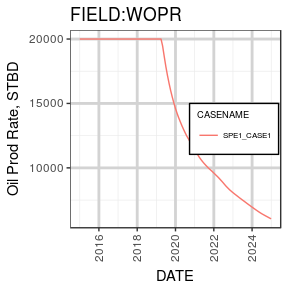 FIELD:WOPR
Oil Prod Rate, STBD
20000
15000
10000
CASENAME
SPE1_CASE1
2016
2018
2020
2022
2024
DATE